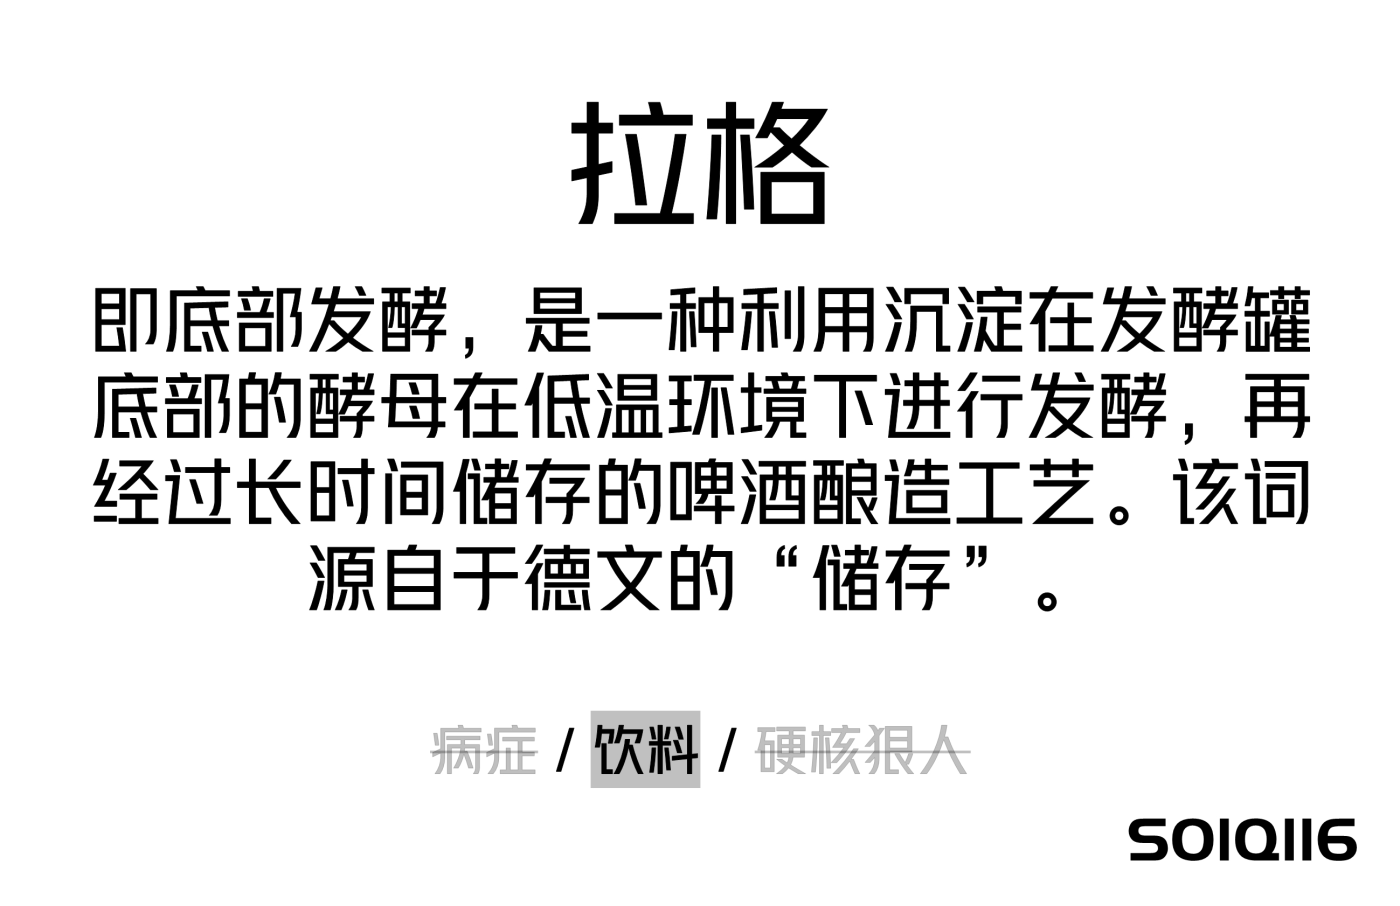 拉格
即底部发酵，是一种利用沉淀在发酵罐
底部的酵母在低温环境下进行发酵，再
经过长时间储存的啤酒酿造工艺。该词
源自于德文的“储存”。
病症 / 饮料 / 硬核狠人
S01Q116